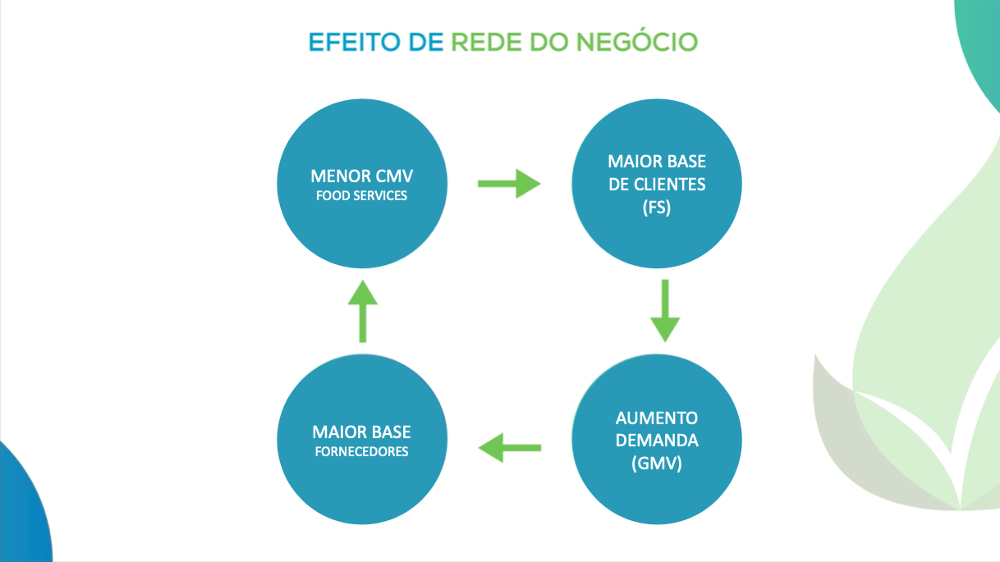 EFEITO DE REDE DO NEGÓCIO
MENOR CMV
FOOD SERVICES
MAIOR BASE
DE CLIENTES
(FS)
MAIOR BASE
FORNECEDORES
AUMENTO
DEMANDA
(GMV)